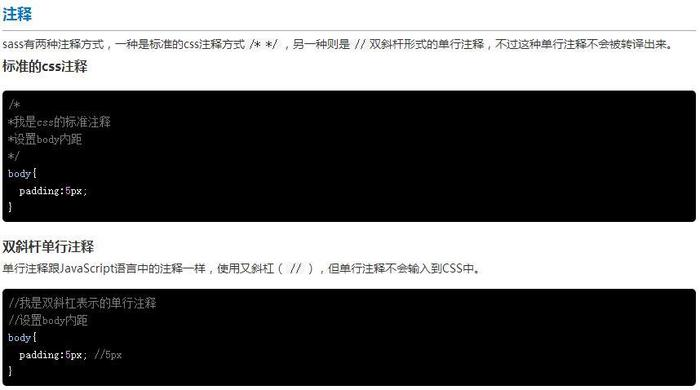 注释
sass有两种注释方式，一种是标准的css注释方式 /* */ ，另一种则是 // 双斜杆形式的单行注释，不过这种单行注释不会被转译出来。
标准的css注释
/*
*我是css的标准注释
*设置body内距
*/
body{
  padding:5px;
}
双斜杆单行注释
单行注释跟JavaScript语言中的注释一样，使用又斜杠（ // ），但单行注释不会输入到CSS中。
//我是双斜杠表示的单行注释
//设置body内距
body{
  padding:5px; //5px
}